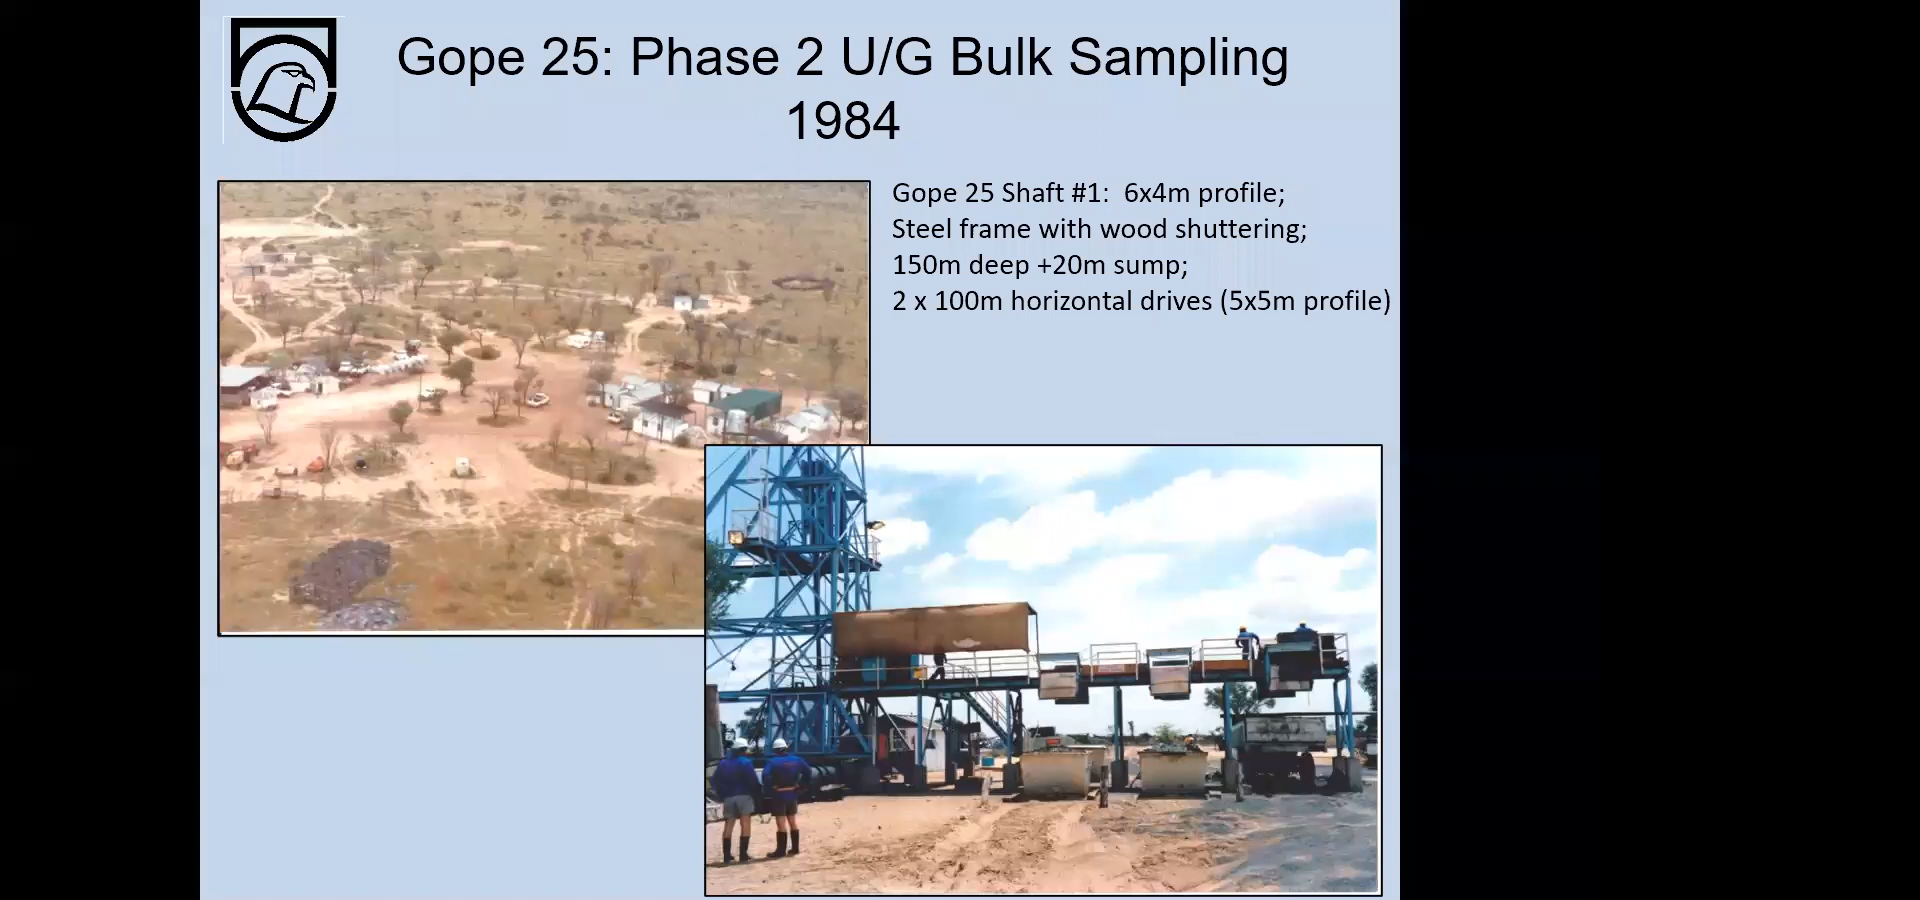 Gope 25: Phase 2 U/G Bulk Sampling
1984
Gope 25 Shaft #1:  6x4m profile;
Steel frame with wood shuttering;
150m deep +20m sump;
2 x 100m horizontal drives (5x5m profile)